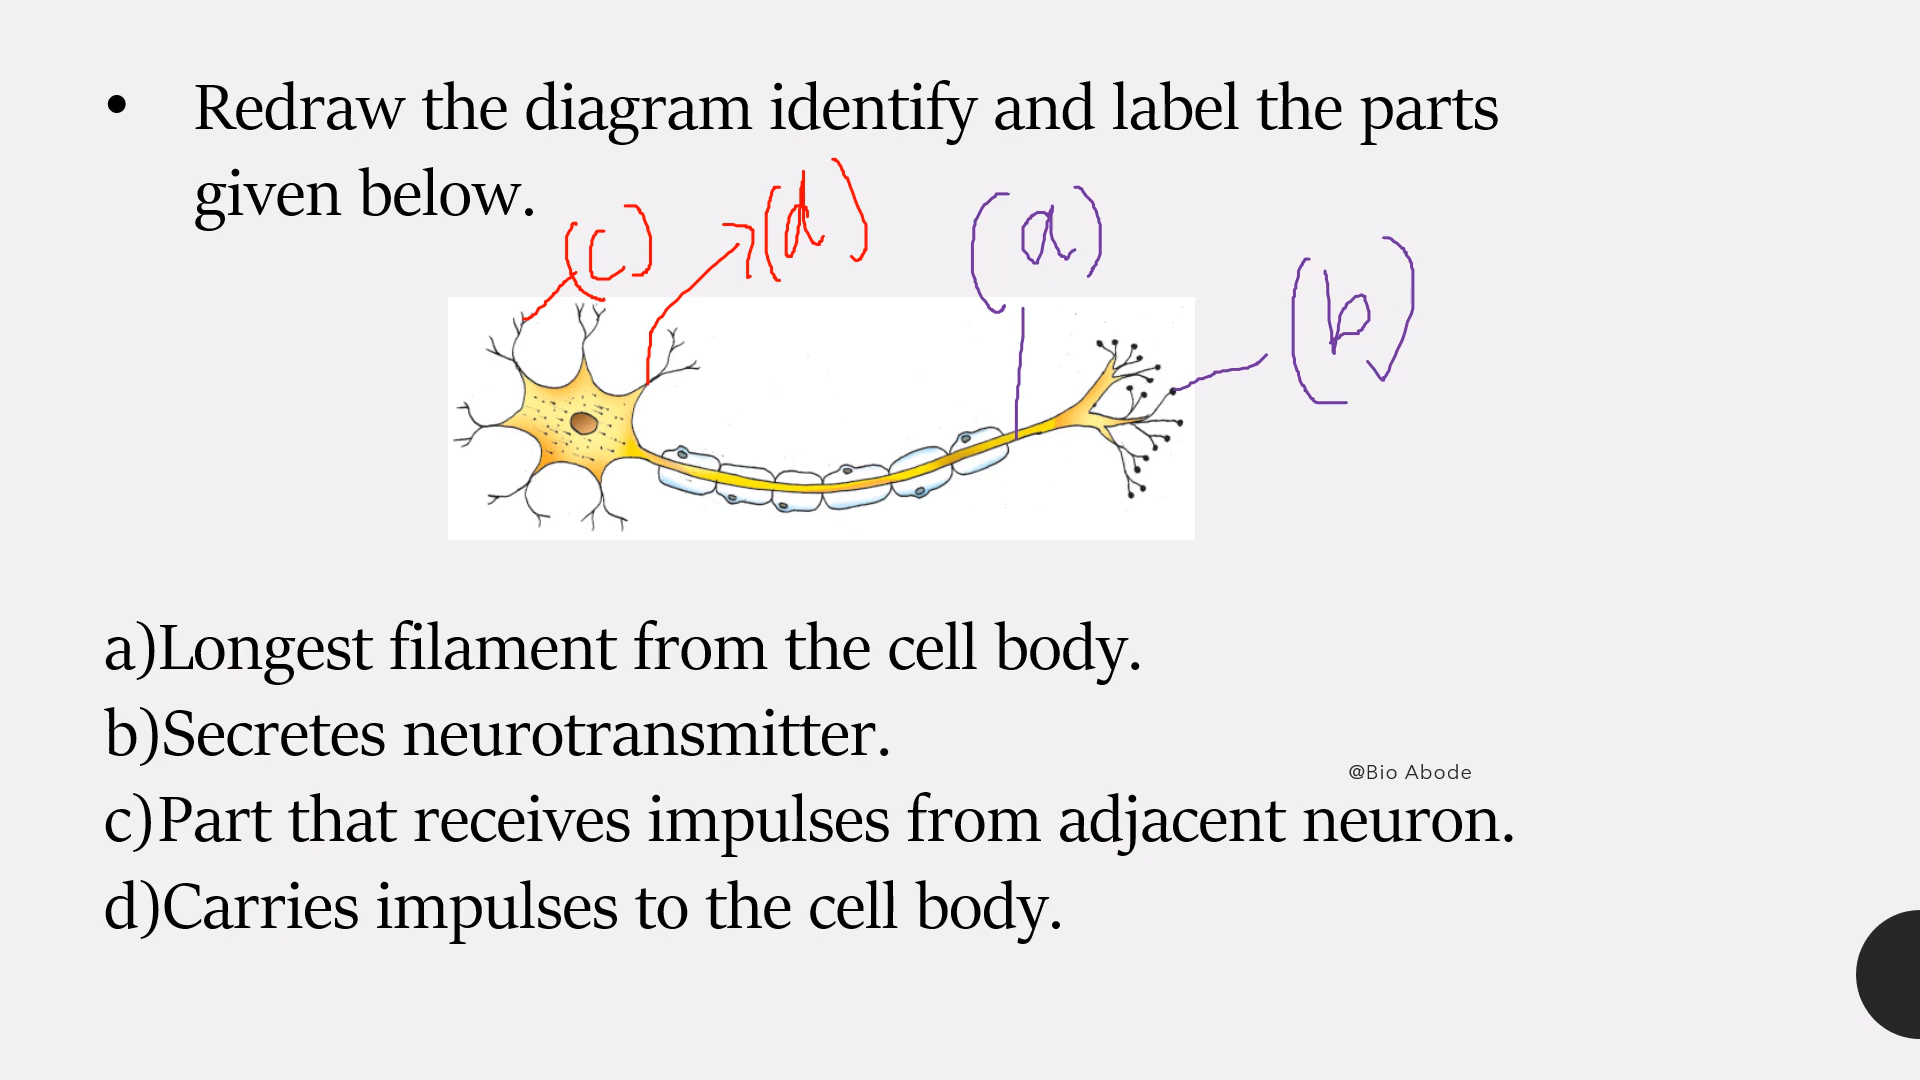 • Redraw the diagram identify and label the parts
given below.
(c)
(d)
(a)
(b)
a)Longest filament from the cell body.
b)Secretes neurotransmitter.
@Bio Abode
c)Part that receives impulses from adjacent neuron.
d)Carries impulses to the cell body.